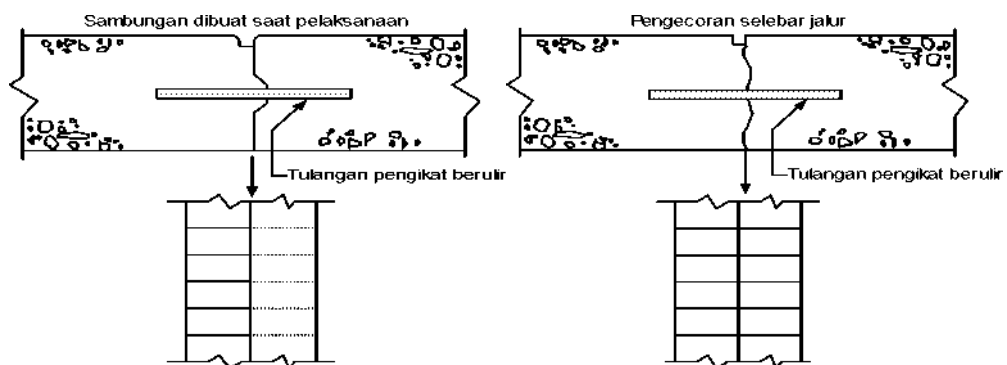 Sambungan dibuat saat pelaksanaan
Pengecoran selebar jalur
Tulangan pengikat berulir
Tulangan pengikat berulir